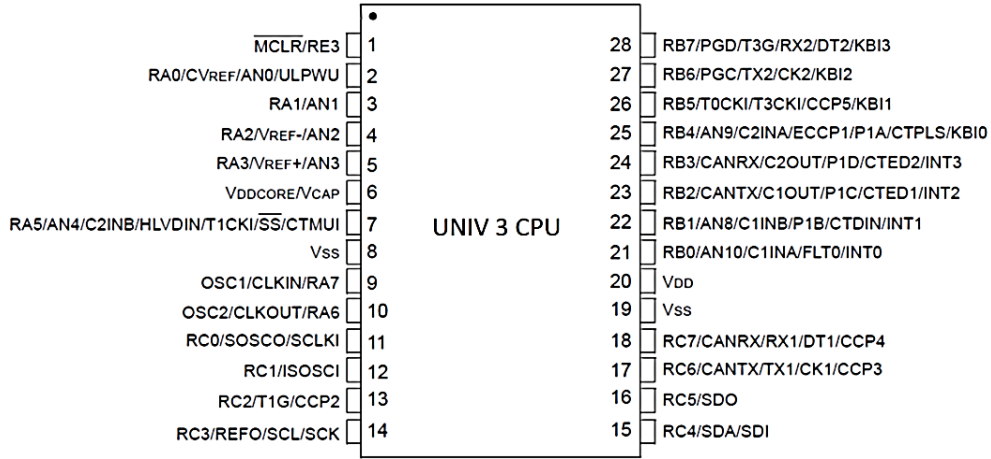 MCLR/RE3 1 28 RB7/PGD/T3G/RX2/DT2/KBI3
RA0/CVREF/AN0/ULPWU 2 27 RB6/PGC/TX2/CK2/KBI2
RA1/AN1 3 26 RB5/T0CKI/T3CKI/CCP5/KBI1
RA2/VREF-/AN2 4 25 RB4/AN9/C2INA/ECCP1/P1A/CTPLS/KBI0
RA3/VREF+/AN3 5 24 RB3/CANRX/C2OUT/P1D/CTED2/INT3
VDDCORE/VCAP 6 23 RB2/CANTX/C1OUT/P1C/CTED1/INT2
RA5/AN4/C2INB/HLVDIN/T1CKI/SS/CTMUI 7 UNIV 3 CPU 22 RB1/AN8/C1INB/P1B/CTDIN/INT1
VSS 8 21 RB0/AN10/C1INA/FLT0/INT0
OSC1/CLKIN/RA7 9 20 VDD
OSC2/CLKOUT/RA6 10 19 VSS
RC0/SOSCO/SCLKI 11 18 RC7/CANRX/RX1/DT1/CCP4
RC1/ISOSCI 12 17 RC6/CANTX/TX1/CK1/CCP3
RC2/T1G/CCP2 13 16 RC5/SDO
RC3/REFO/SCL/SCK 14 15 RC4/SDA/SDI